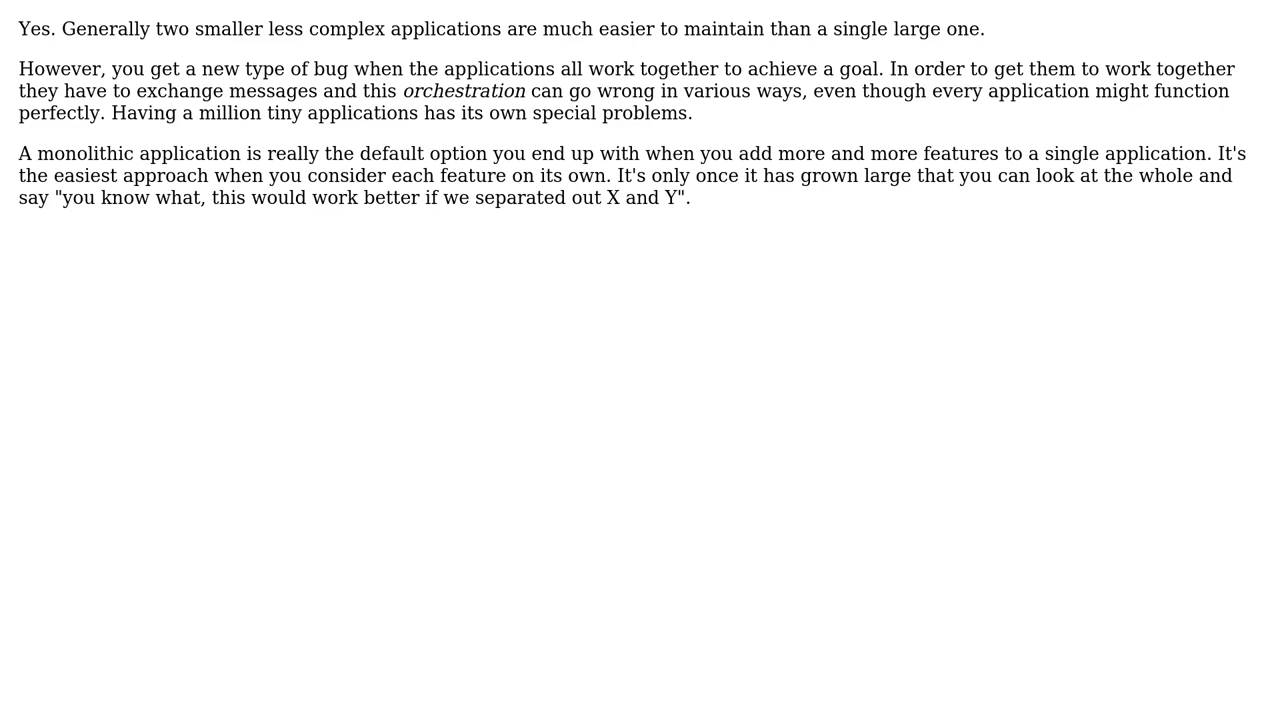 Yes. Generally two smaller less complex applications are much easier to maintain than a single large one.
However, you get a new type of bug when the applications all work together to achieve a goal. In order to get them to work together
they have to exchange messages and this orchestration can go wrong in various ways, even though every application might function
perfectly. Having a million tiny applications has its own special problems.
A monolithic application is really the default option you end up with when you add more and more features to a single application. It's
the easiest approach when you consider each feature on its own. It's only once it has grown large that you can look at the whole and
say "you know what, this would work better if we separated out X and Y".